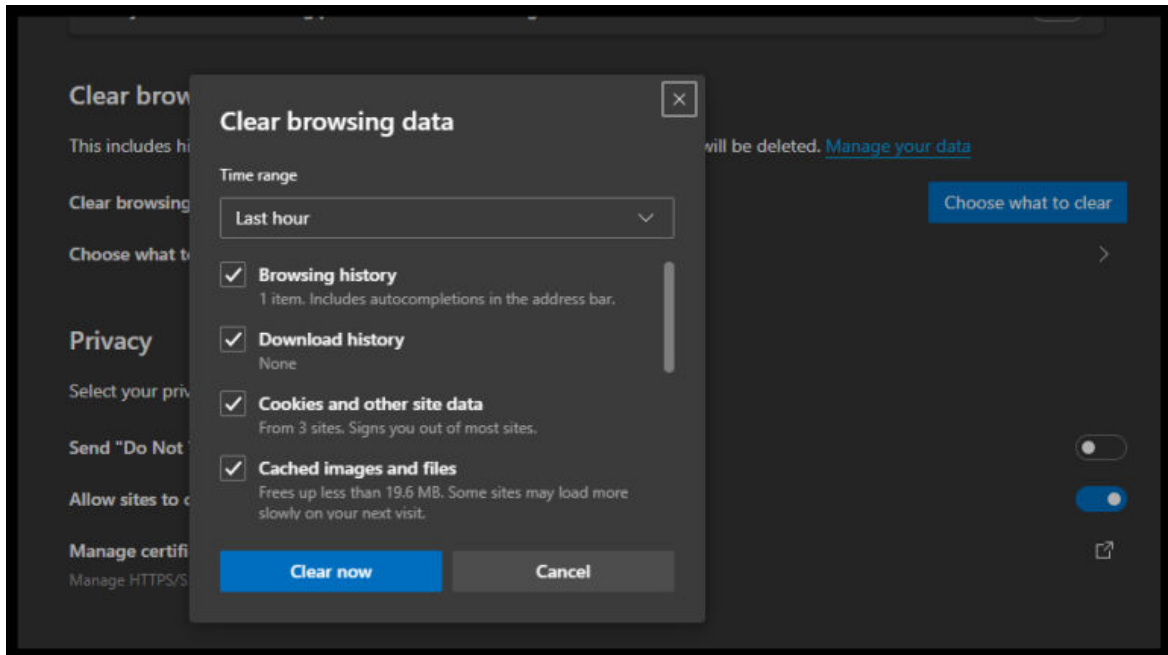 Clear brow
This includes hi
will be deleted. Manage your data
Clear browsing
Choose what to clear
Choose what t
Privacy
Select your priv
Send "Do Not
Allow sites to
Manage certifi
Manage HTTPS/S
Clear browsing data
Time range
Last hour
Browsing history
1 item. Includes autocompletions in the address bar.
Download history
None
Cookies and other site data
From 3 sites. Signs you out of most sites.
Cached images and files
Frees up less than 19.6 MB. Some sites may load more
slowly on your next visit.
Clear now
Cancel